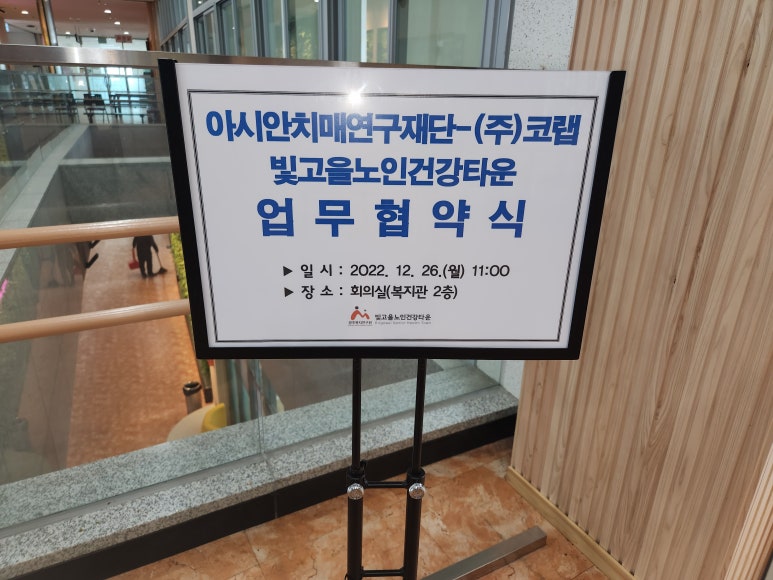 아시안치매연구재단-(주)코랩
빛고을노인건강타운
업 무 협 약 식
▶ 일 시 : 2022. 12. 26.(월) 11:00
▶ 장 소 : 회의실(복지관 2층)
빛고을노인건강타운